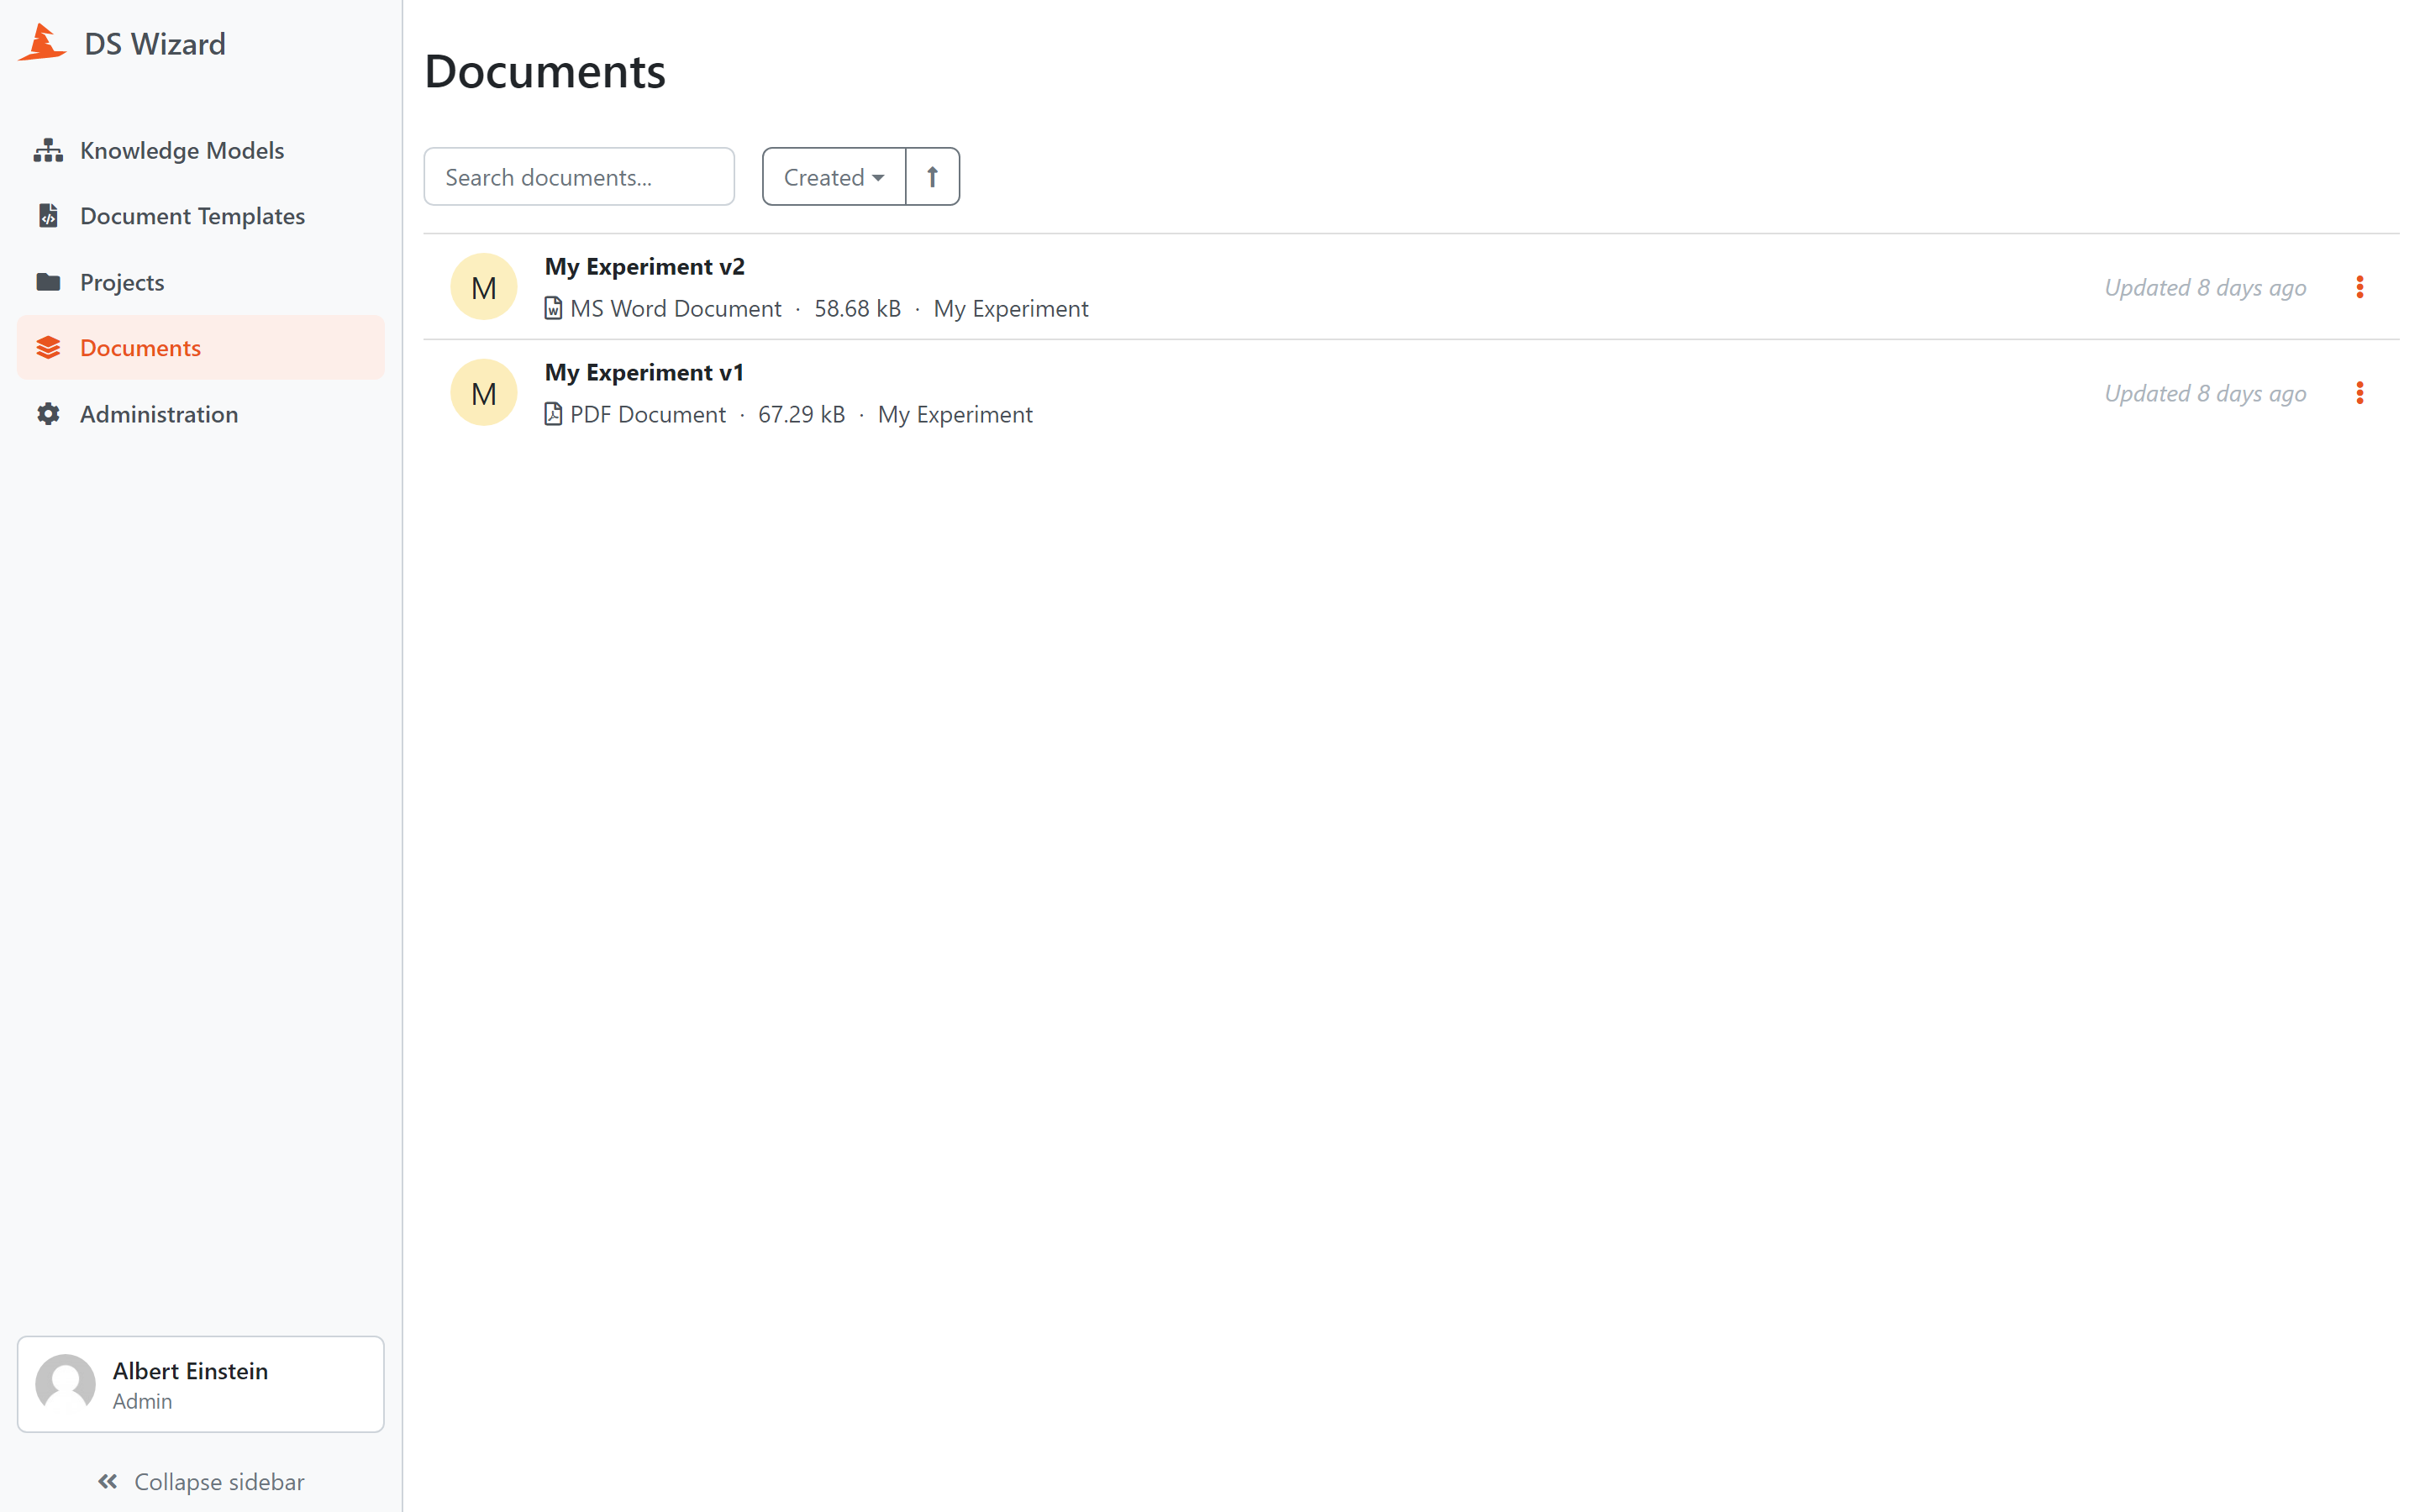 DS Wizard
Knowledge Models
Document Templates
Projects
Documents
Administration
Albert Einstein
Admin
Collapse sidebar
Documents
Search documents...
Created
M
My Experiment v2
MS Word Document · 58.68 kB · My Experiment
Updated 8 days ago
M
My Experiment v1
PDF Document · 67.29 kB · My Experiment
Updated 8 days ago